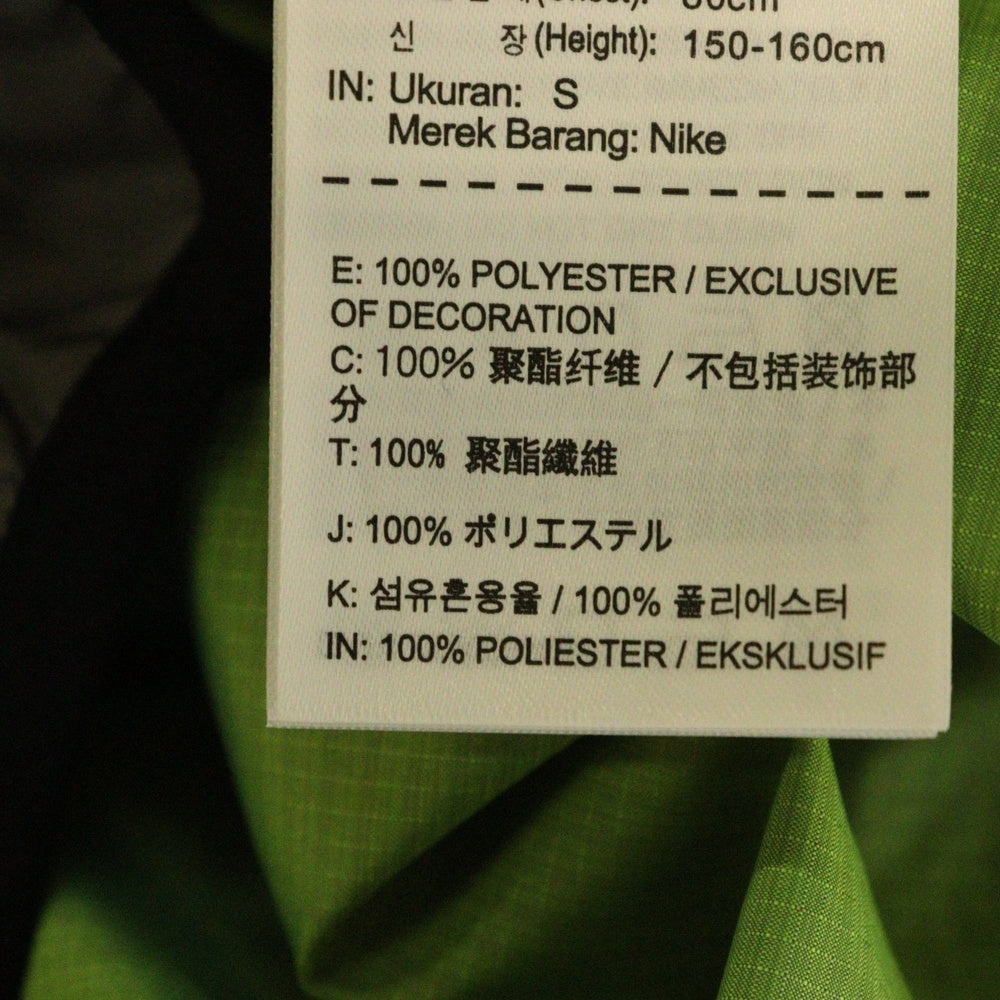 신 장 (Height): 150-160cm
IN: Ukuran: S
Merek Barang: Nike
E: 100% POLYESTER / EXCLUSIVE
OF DECORATION
C: 100% 聚酯纤维 / 不包括装饰部
分
T: 100% 聚酯纖維
J: 100% ポリエステル
K: 섬유혼용율 / 100% 폴리에스터
IN: 100% POLIESTER / EKSKLUSIF